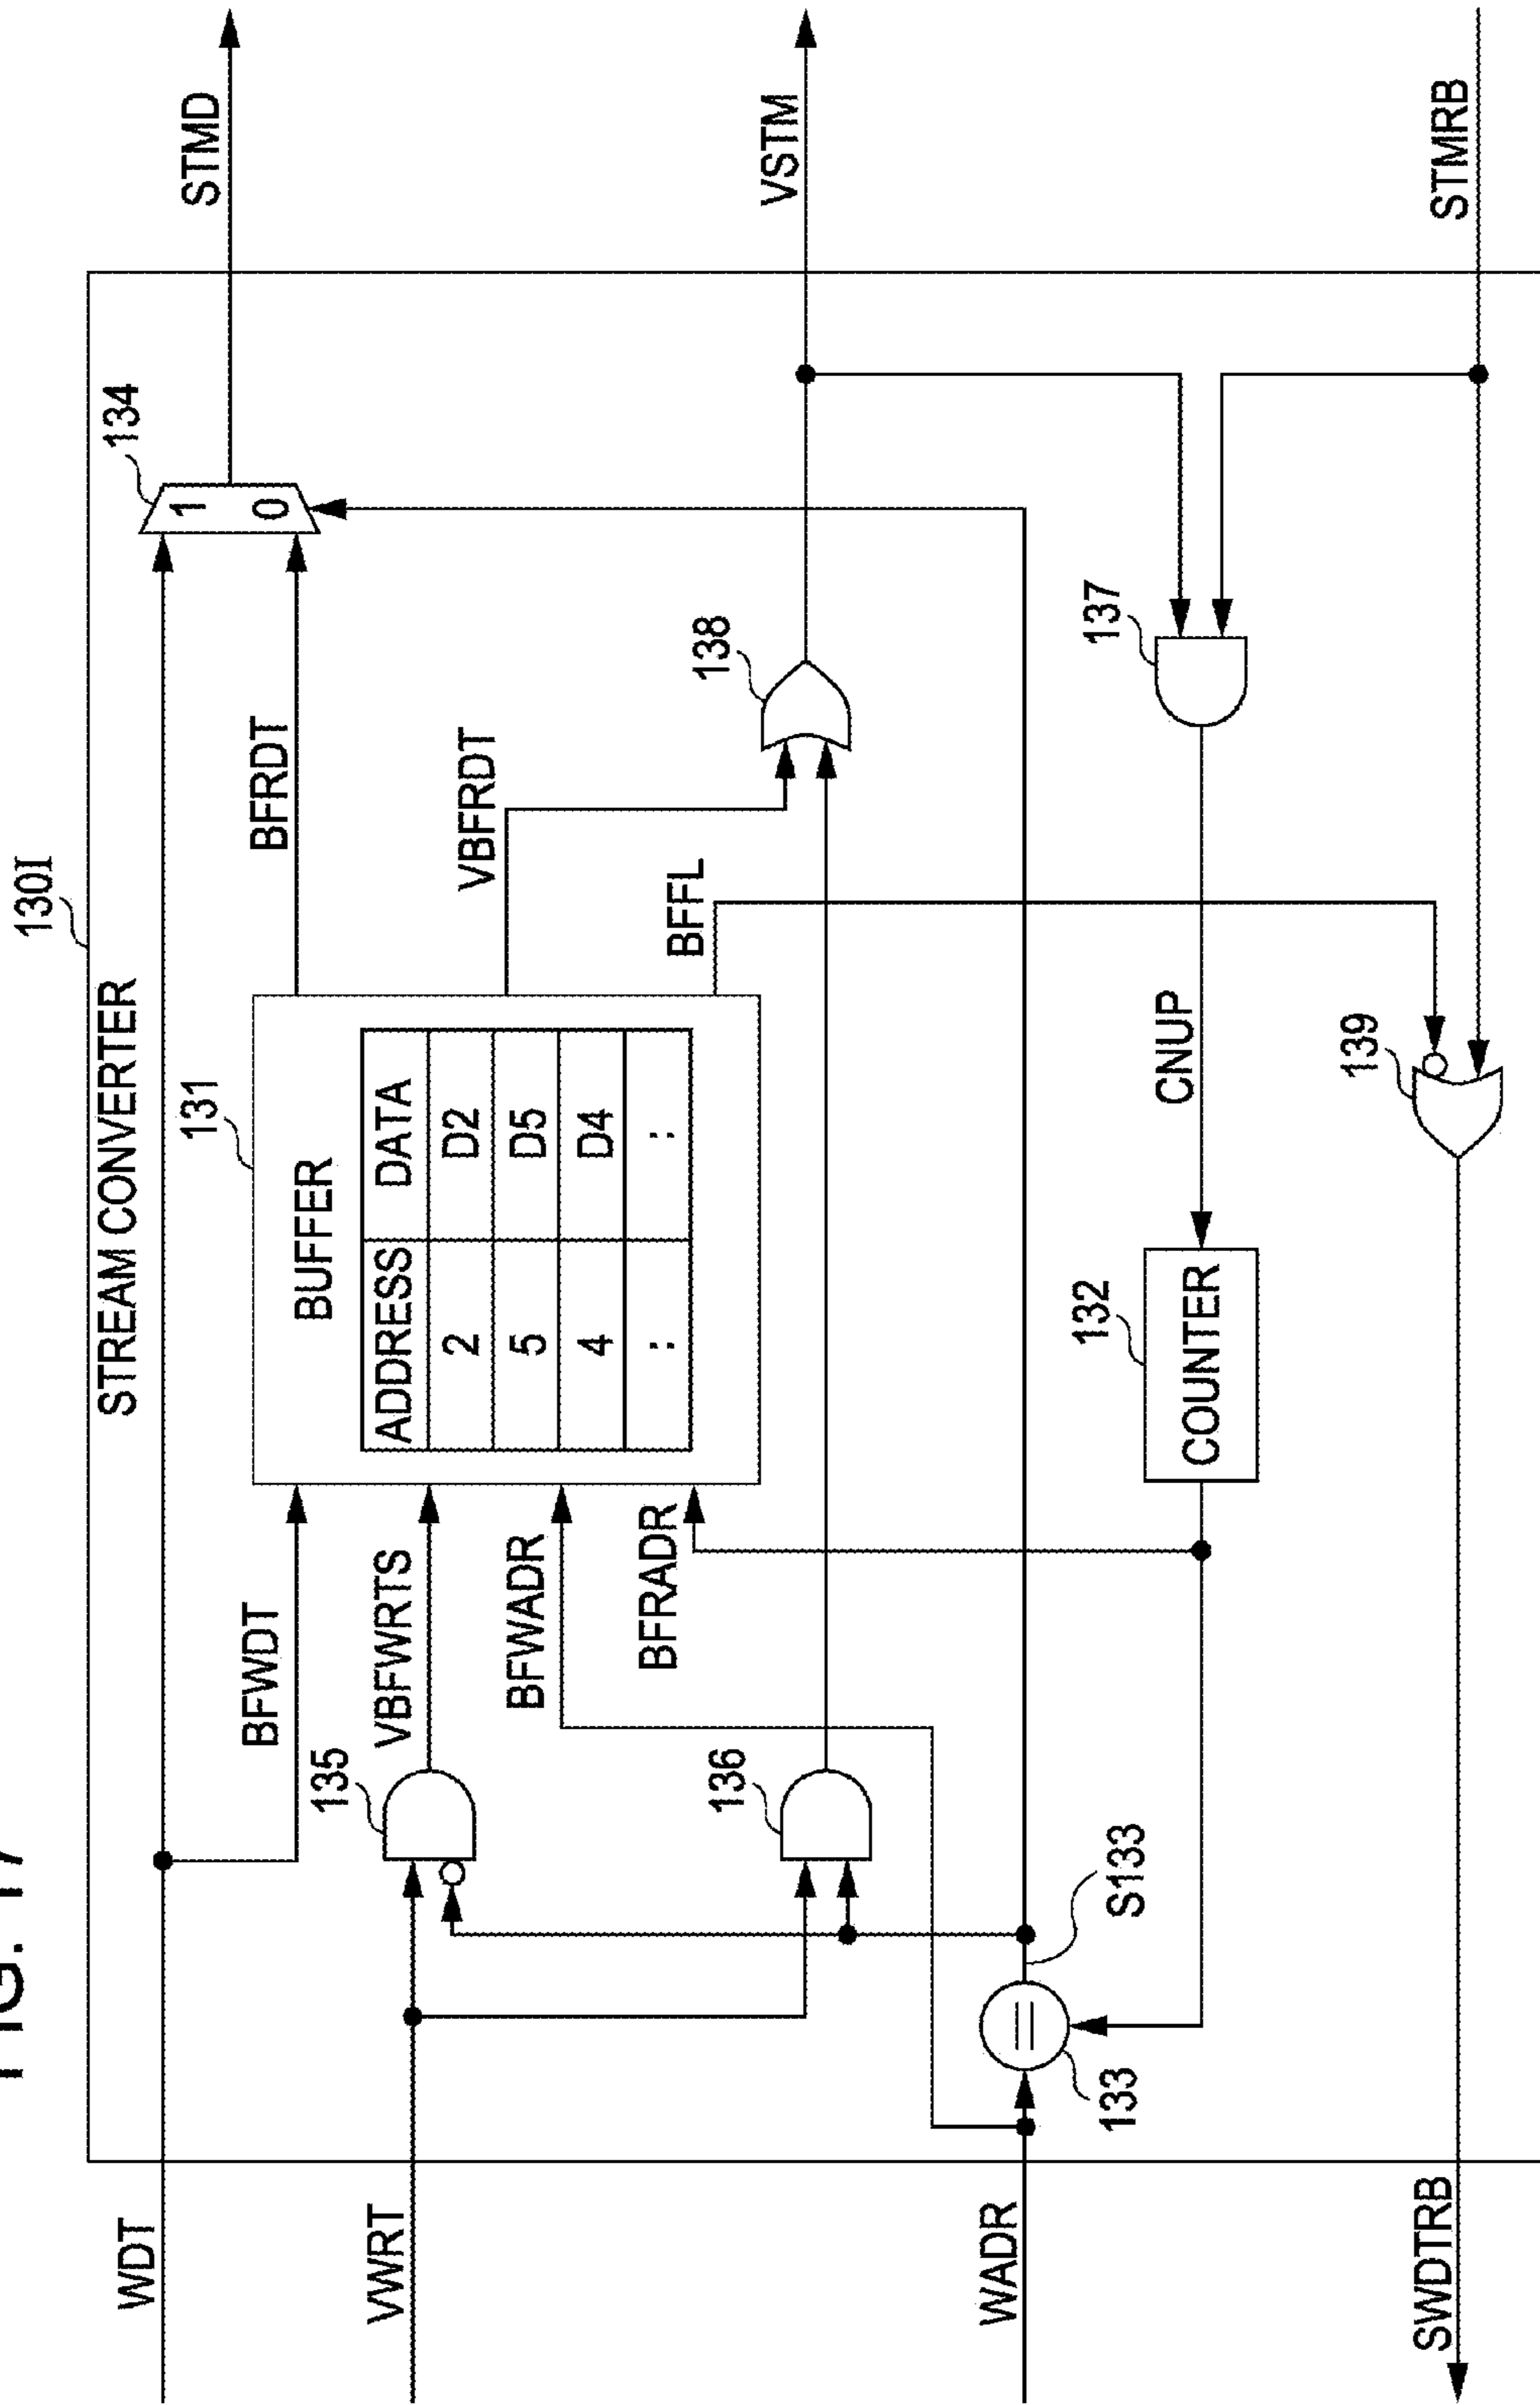 FIG. 17
130I
STREAM CONVERTER
WDT
STMD
134
1
0
BFWDT
131
BUFFER
ADDRESS DATA
2 D2
5 D5
4 D4
: :
BFRDT
VWRT
135
VBFWRTS
VBFRDT
138
VSTM
BFWADR
BFRADR
BFFL
136
WADR
133
S133
132
COUNTER
CNUP
137
139
STMRB
SWDTRB